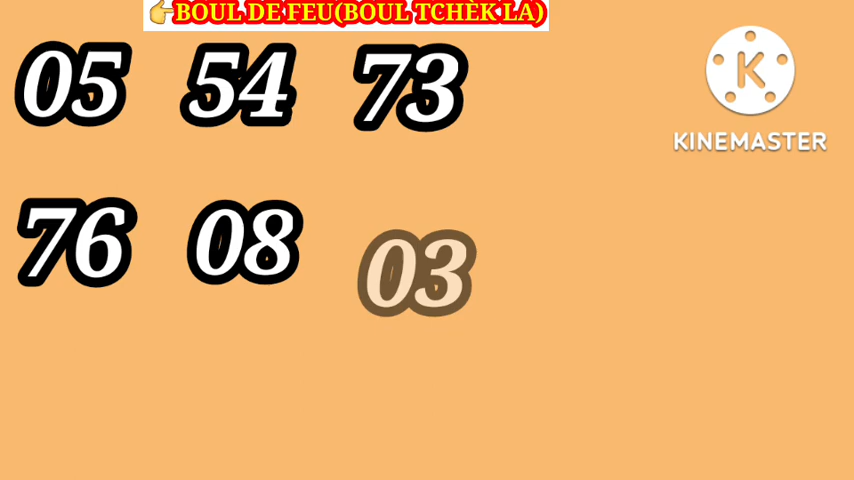 👉BOUL DE FEU(BOUL TCHÈK LA)
05 54 73
76 08 03
K
KINEMASTER